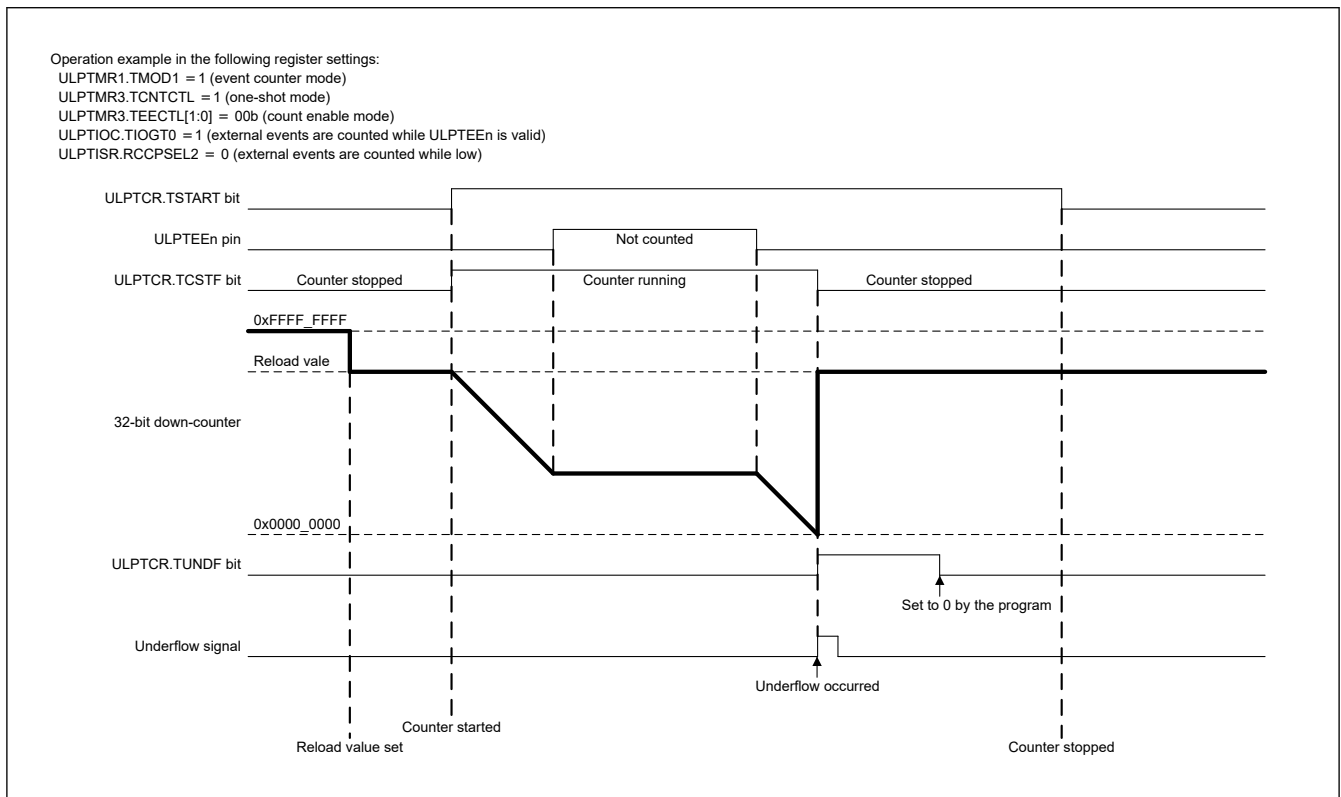 Operation example in the following register settings:
ULPTMR1.TMOD1 = 1 (event counter mode)
ULPTMR3.TCNTCTL = 1 (one-shot mode)
ULPTMR3.TEECTL[1:0] = 00b (count enable mode)
ULPTIOC.TIOGT0 = 1 (external events are counted while ULPTEEn is valid)
ULPTISR.RCCPSEL2 = 0 (external events are counted while low)
ULPTCR.TSTART bit
ULPTEEn pin
Not counted
ULPTCR.TCSTF bit
Counter stopped
Counter running
Counter stopped
0xFFFF_FFFF
Reload vale
32-bit down-counter
0x0000_0000
ULPTCR.TUNDF bit
Set to 0 by the program
Underflow signal
Underflow occurred
Counter started
Reload value set
Counter stopped